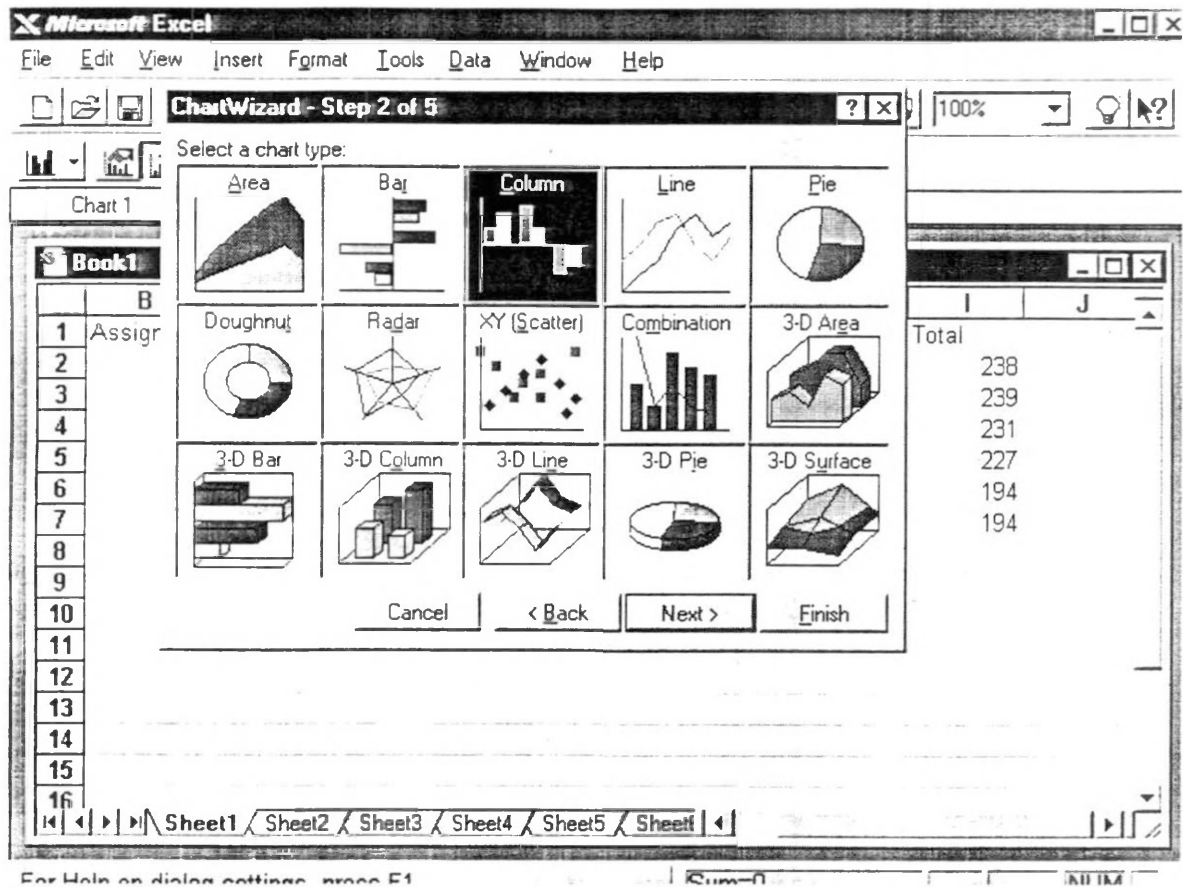 Microsoft Excel
File Edit View Insert Format Tools Data Window Help
ChartWizard - Step 2 of 5
100%
Select a chart type:
Area Bar Column Line Pie
Chart 1
Book1
B I J
Doughnut Radar XY (Scatter) Combination 3-D Area
1 Assigr Total
2 238
3 239
4 231
5 227
3-D Bar 3-D Column 3-D Line 3-D Pie 3-D Surface
6 194
7 194
8
9
10
Cancel < Back Next > Finish
11
12
13
14
15
16
Sheet1 Sheet2 Sheet3 Sheet4 Sheet5 Sheet
For Help on dialog settings, press F1 Sum=0 NUM